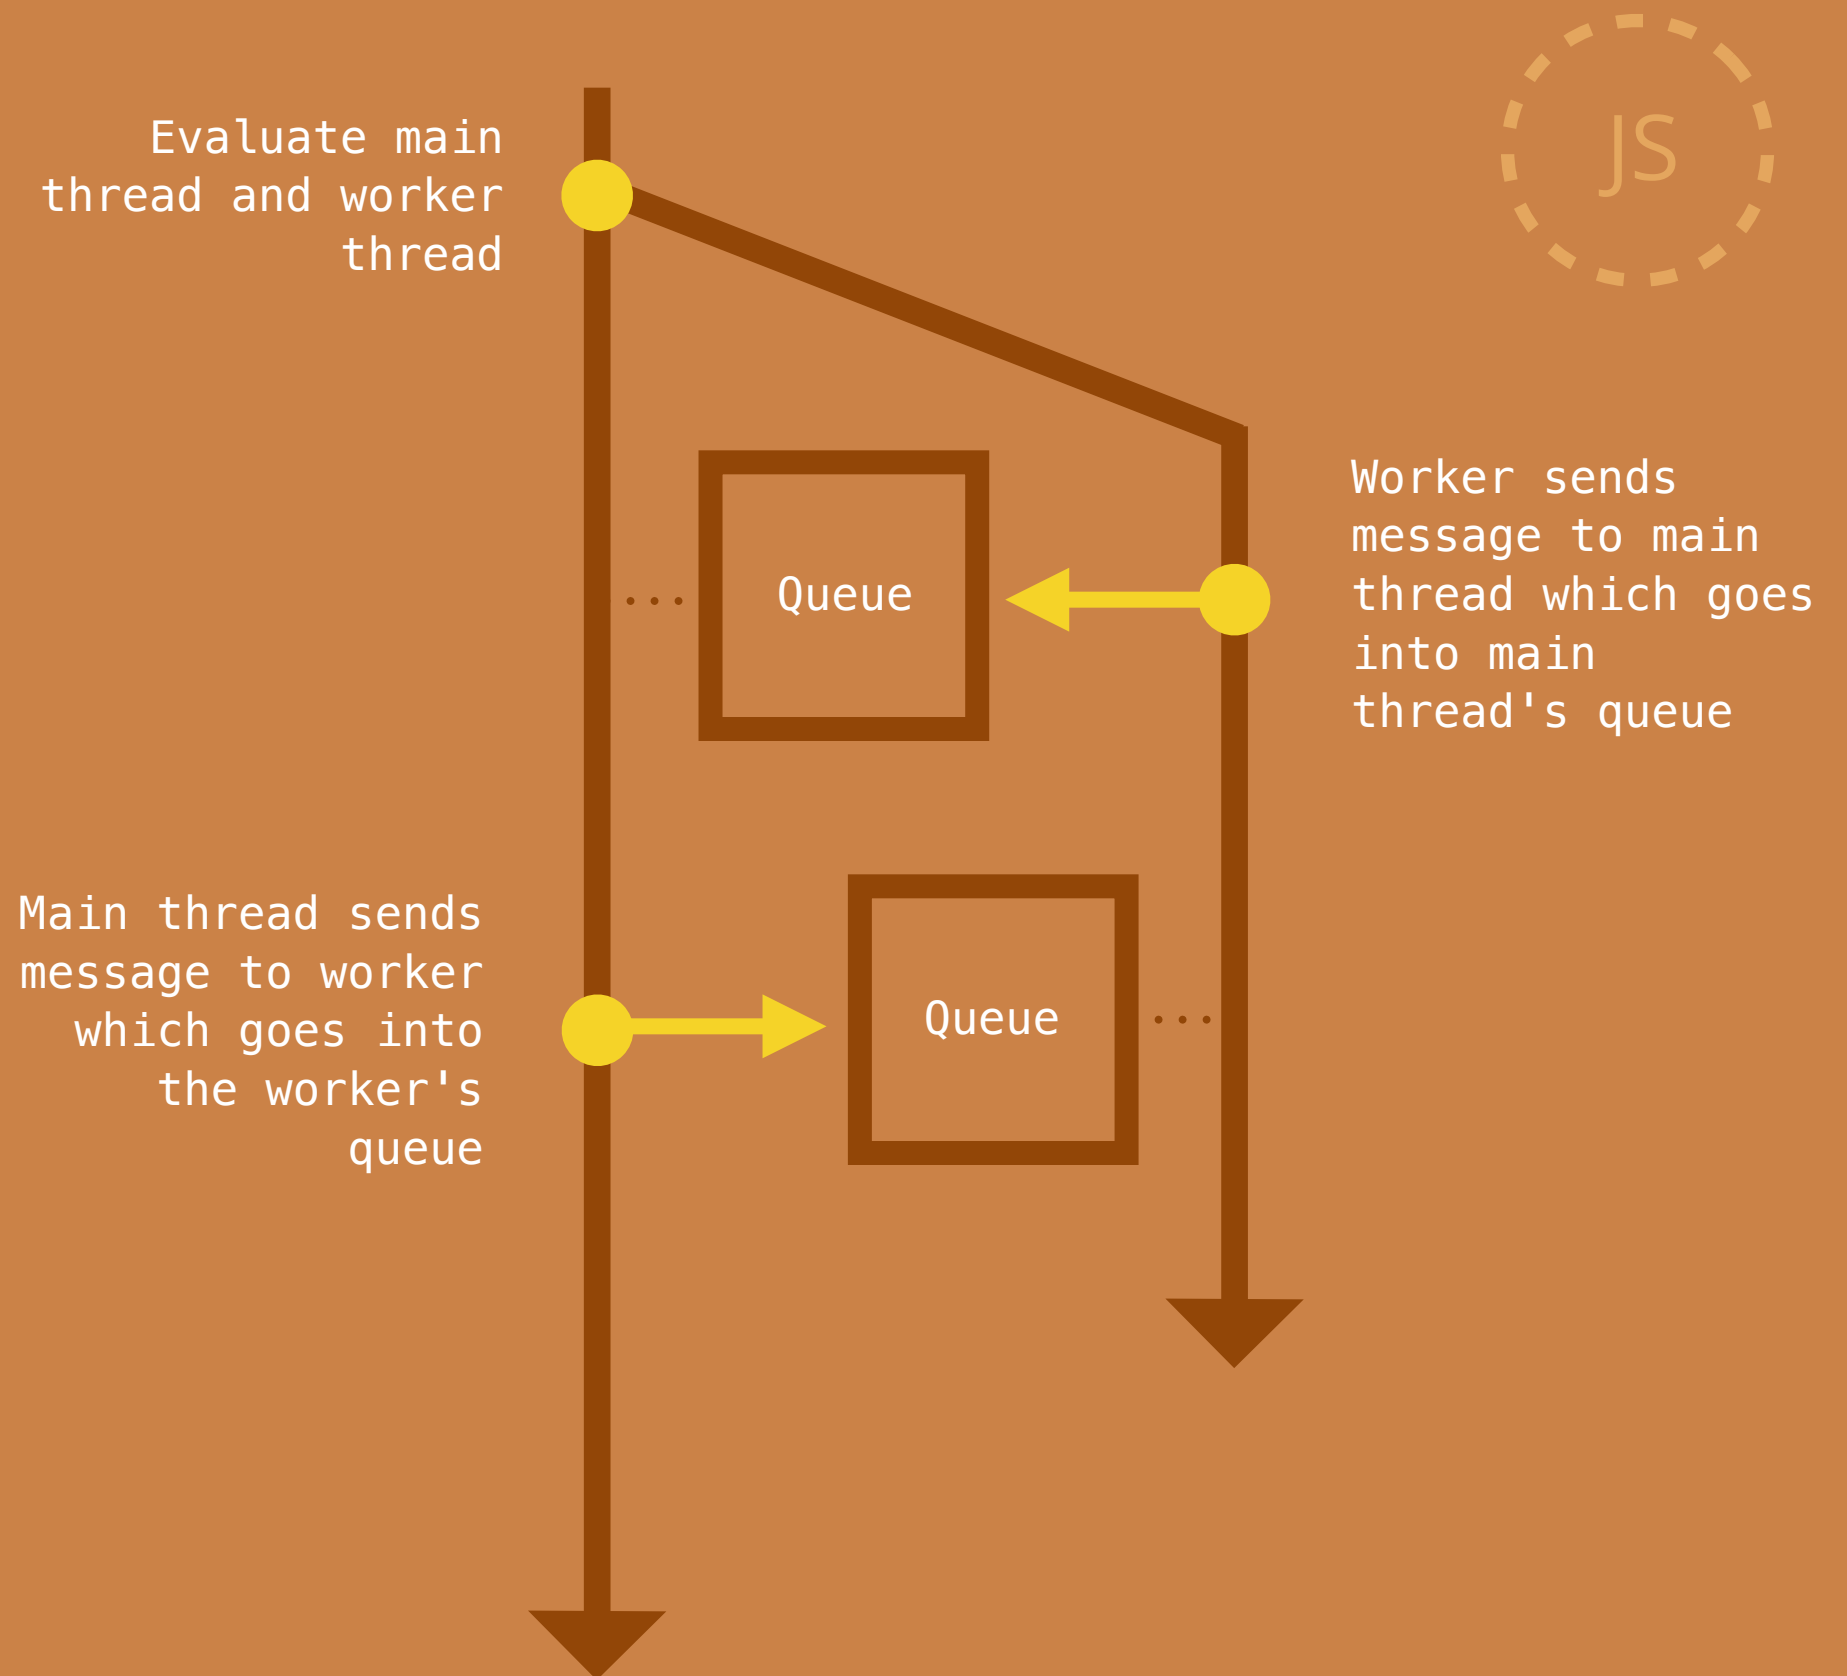 JS
Evaluate main
thread and worker
thread
Worker sends
message to main
thread which goes
into main
thread's queue
Queue
Main thread sends
message to worker
which goes into
the worker's
queue
Queue